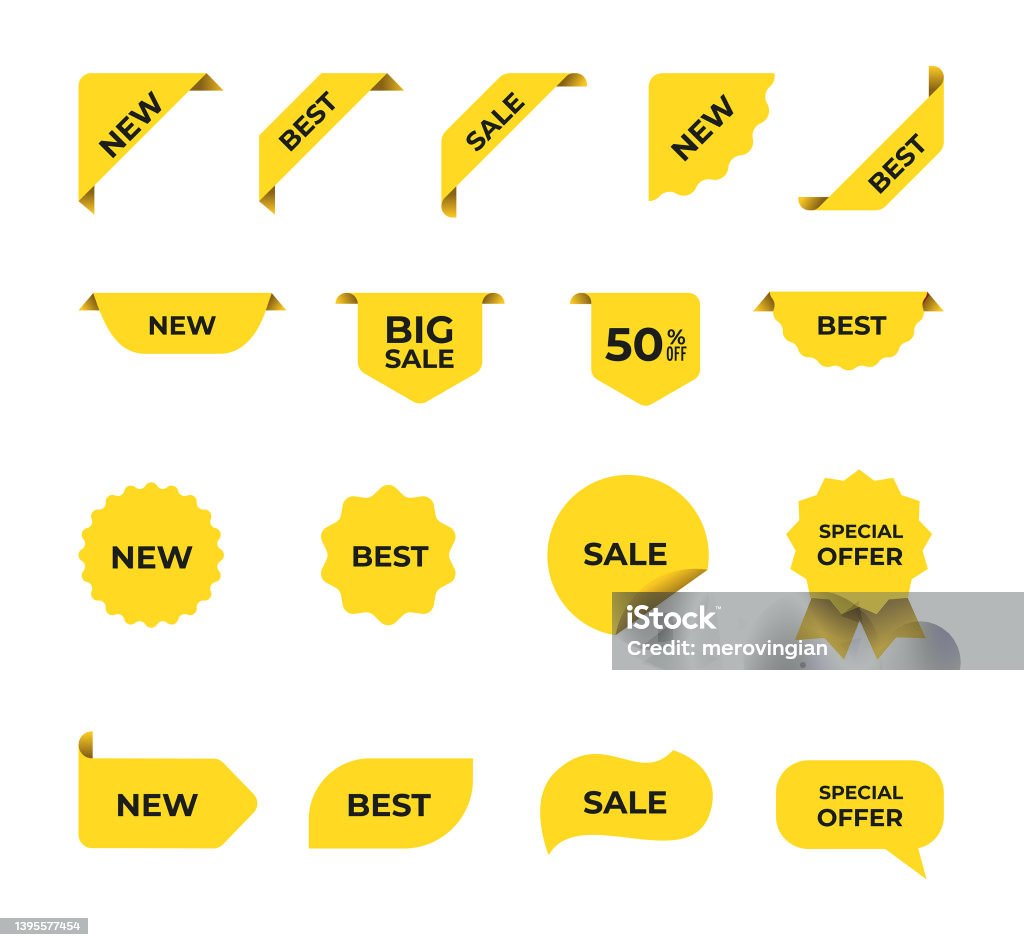 NEW
BEST
SALE
NEW
BEST
NEW
BIG
SALE
50% OFF
BEST
NEW
BEST
SALE
SPECIAL
OFFER
iStock™
Credit: merovingian
NEW
BEST
SALE
SPECIAL
OFFER
1395577454